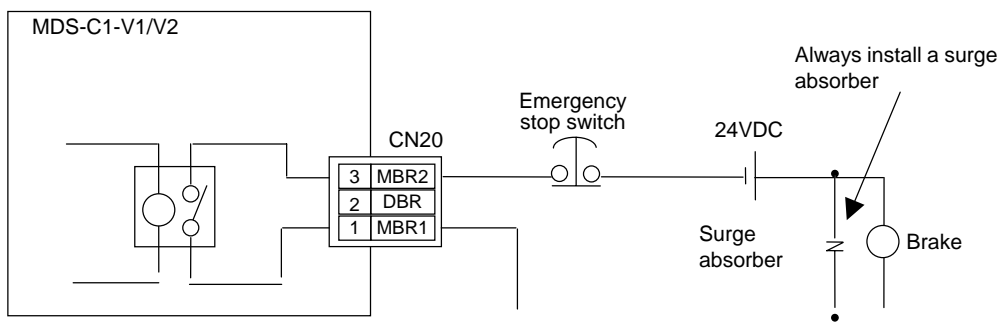 MDS-C1-V1/V2
Always install a surge
absorber
Emergency
stop switch
24VDC
CN20
3 MBR2
2 DBR
1 MBR1
Surge
absorber
Brake